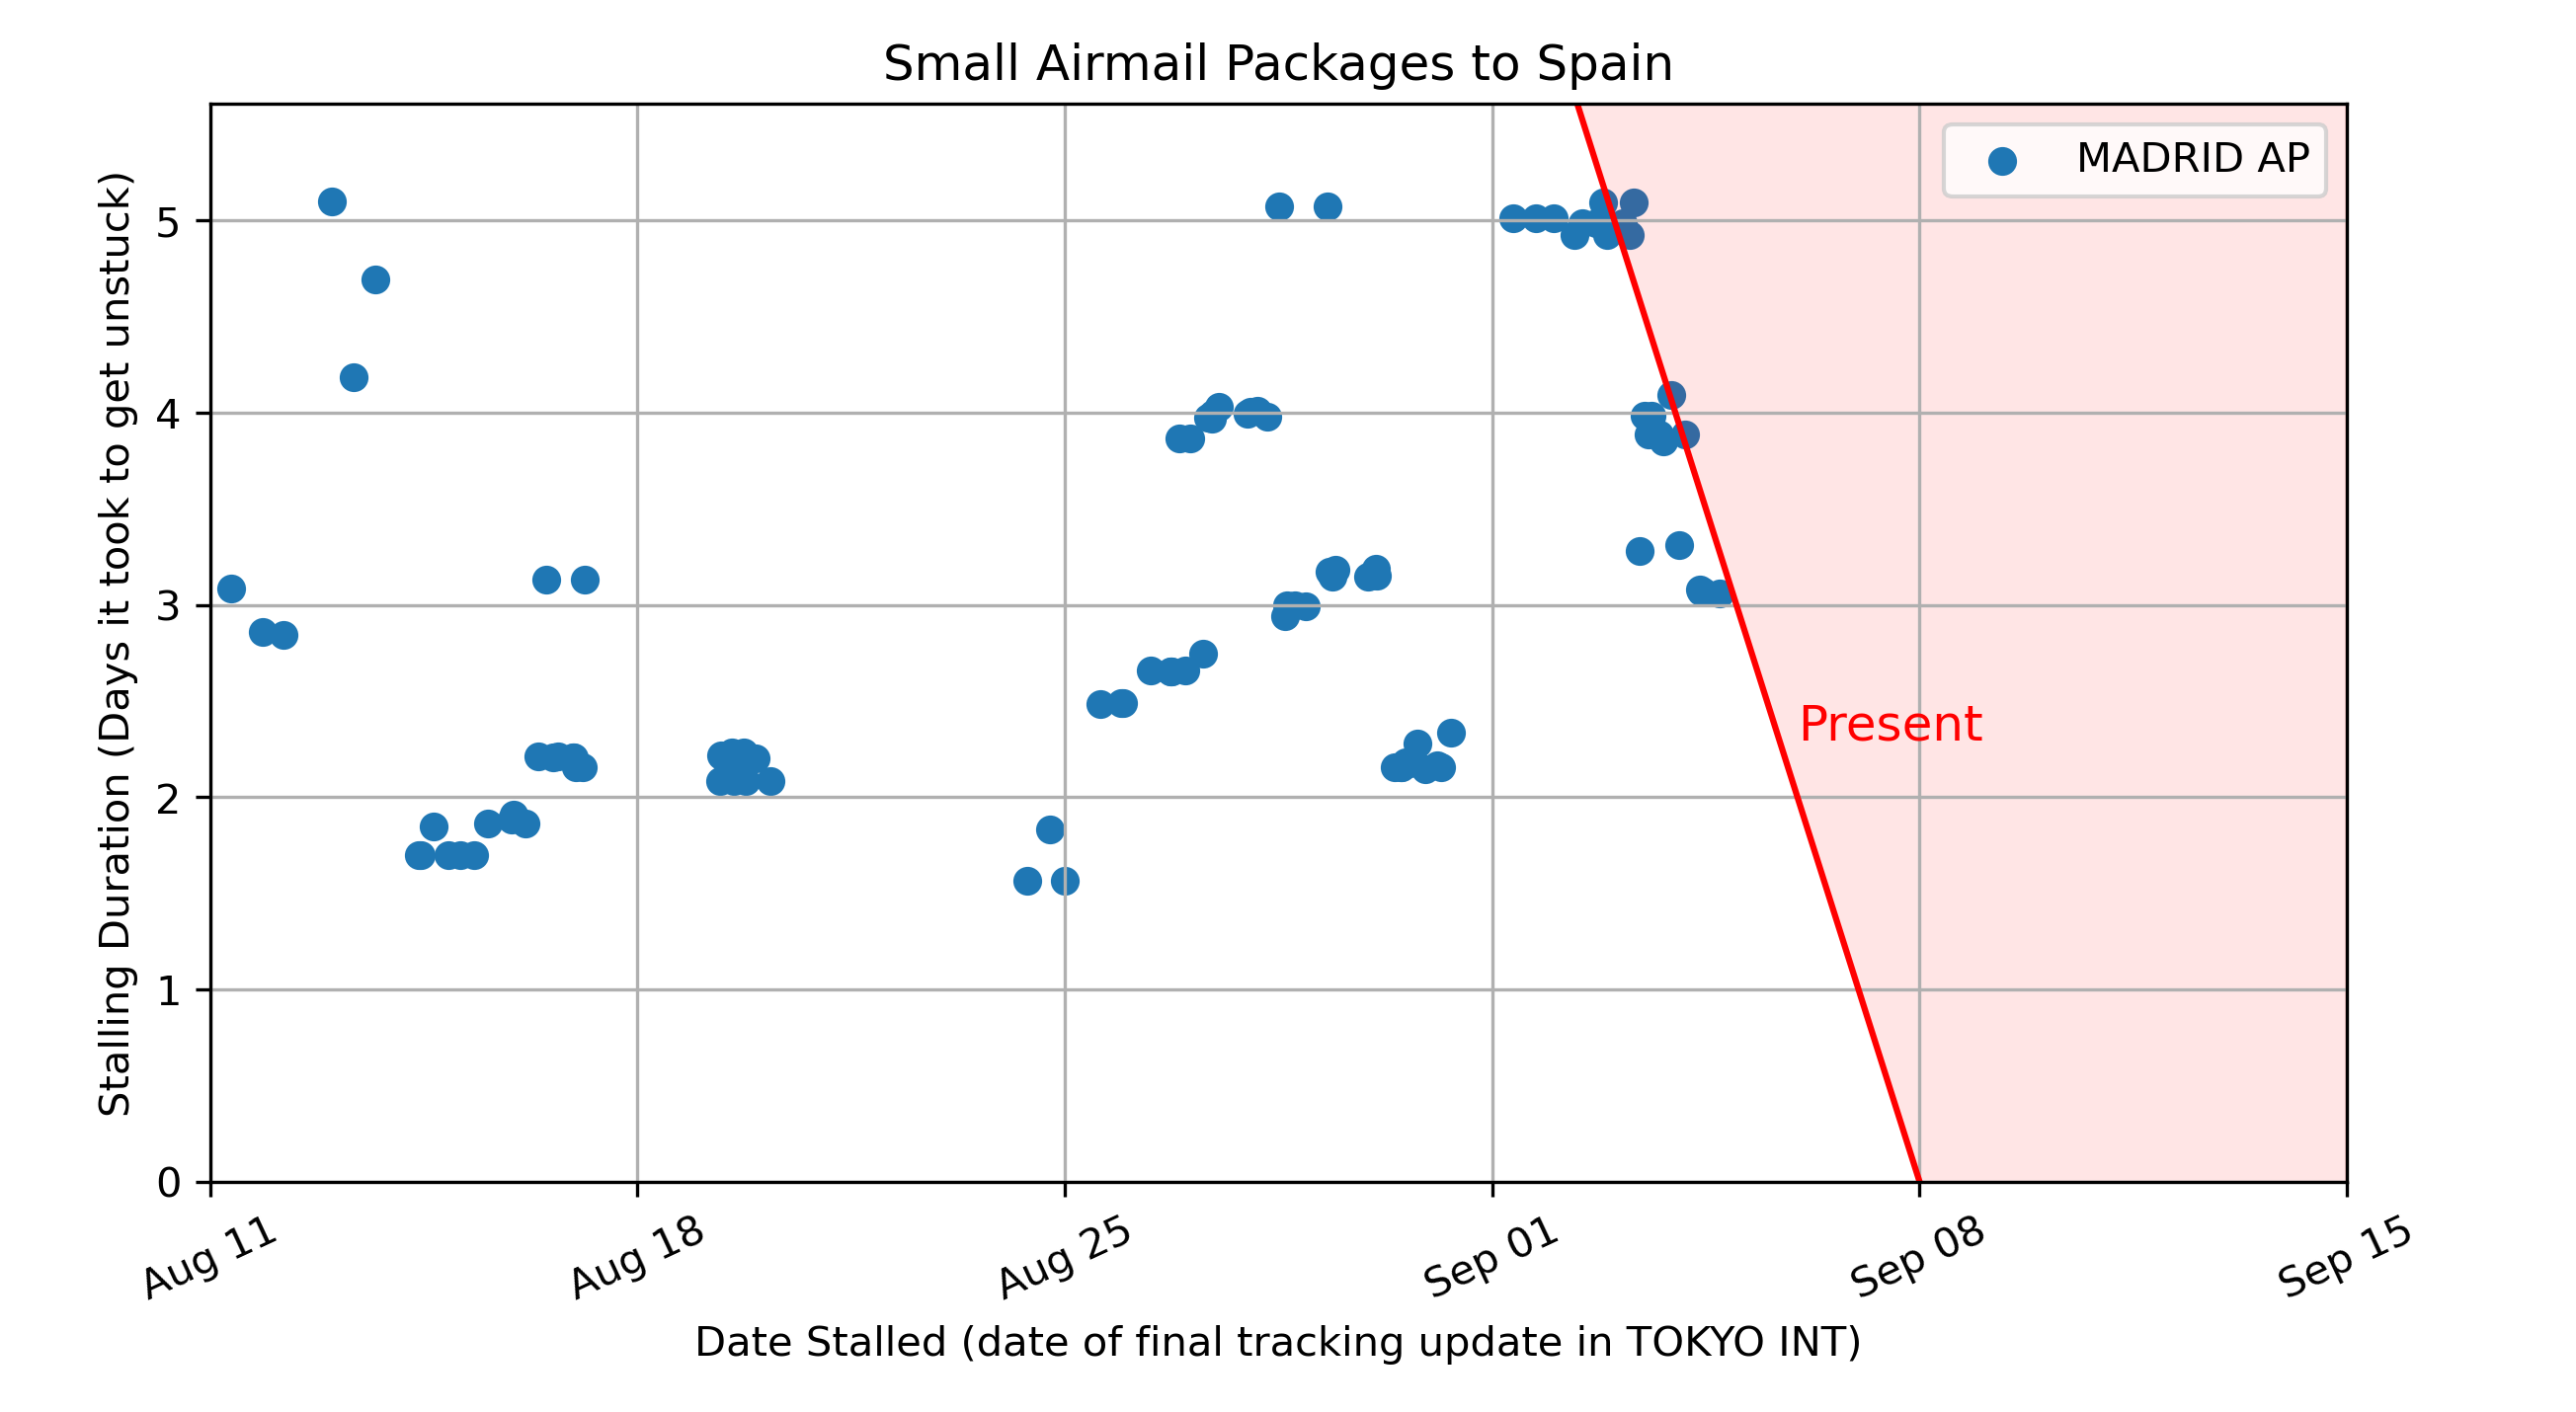 Small Airmail Packages to Spain
MADRID AP
Stalling Duration (Days it took to get unstuck)
5
4
3
2
1
0
Present
Aug 11
Aug 18
Aug 25
Sep 01
Sep 08
Sep 15
Date Stalled (date of final tracking update in TOKYO INT)